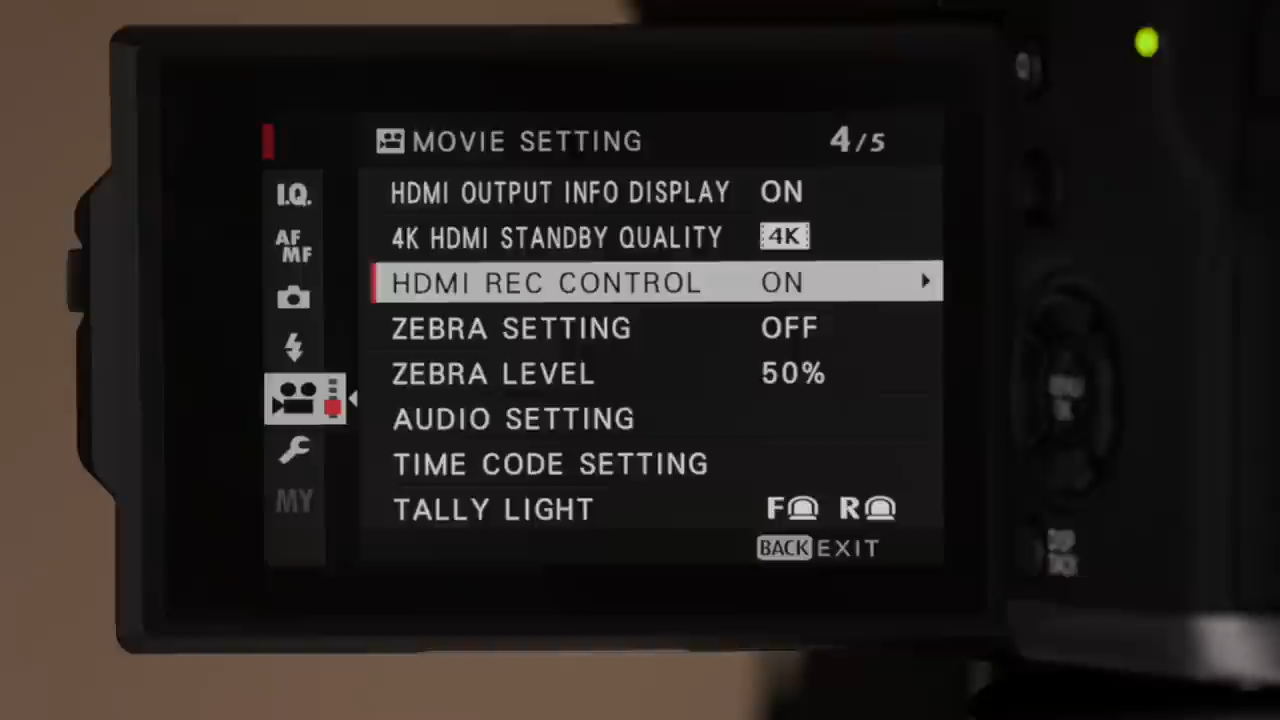 MOVIE SETTING 4/5
I.Q.
HDMI OUTPUT INFO DISPLAY ON
AF MF
4K HDMI STANDBY QUALITY 4K
HDMI REC CONTROL ON
ZEBRA SETTING OFF
ZEBRA LEVEL 50%
AUDIO SETTING
TIME CODE SETTING
MY
TALLY LIGHT F R
BACK EXIT